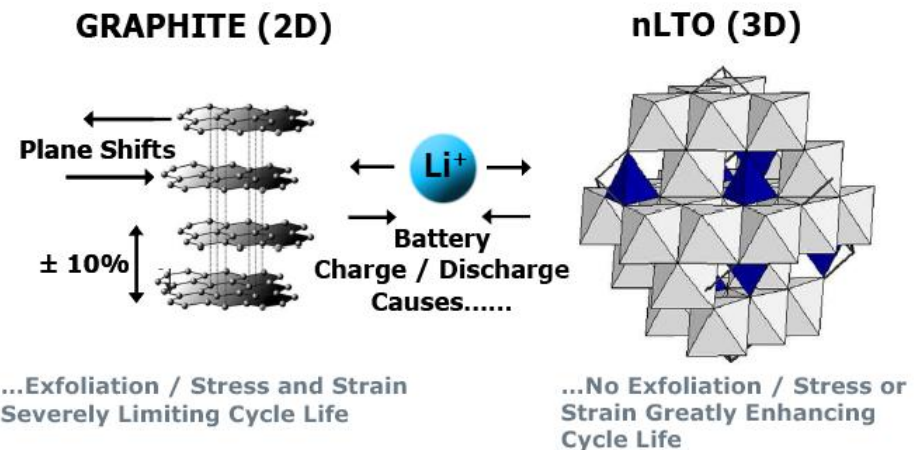 GRAPHITE (2D)
nLTO (3D)
Plane Shifts
± 10%
Li+
Battery
Charge / Discharge
Causes......
...Exfoliation / Stress and Strain
Severely Limiting Cycle Life
...No Exfoliation / Stress or
Strain Greatly Enhancing
Cycle Life